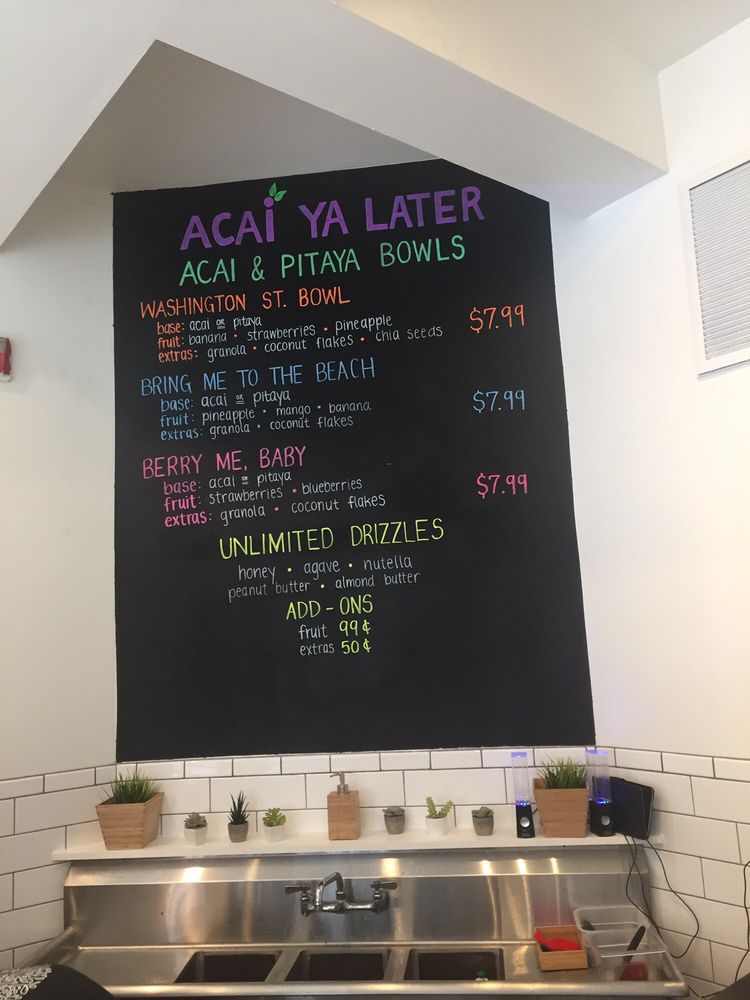 ACAI YA LATER
ACAI & PITAYA BOWLS
WASHINGTON ST. BOWL
base: acai or pitaya
fruit: banana • strawberries • pineapple
extras: granola • coconut flakes • chia seeds
$7.99
BRING ME TO THE BEACH
base: acai or pitaya
fruit: pineapple • mango • banana
extras: granola • coconut flakes
$7.99
BERRY ME, BABY
base: acai or pitaya
fruit: strawberries • blueberries
extras: granola • coconut flakes
$7.99
UNLIMITED DRIZZLES
honey • agave • nutella
peanut butter • almond butter
ADD-ONS
fruit 99¢
extras 50¢